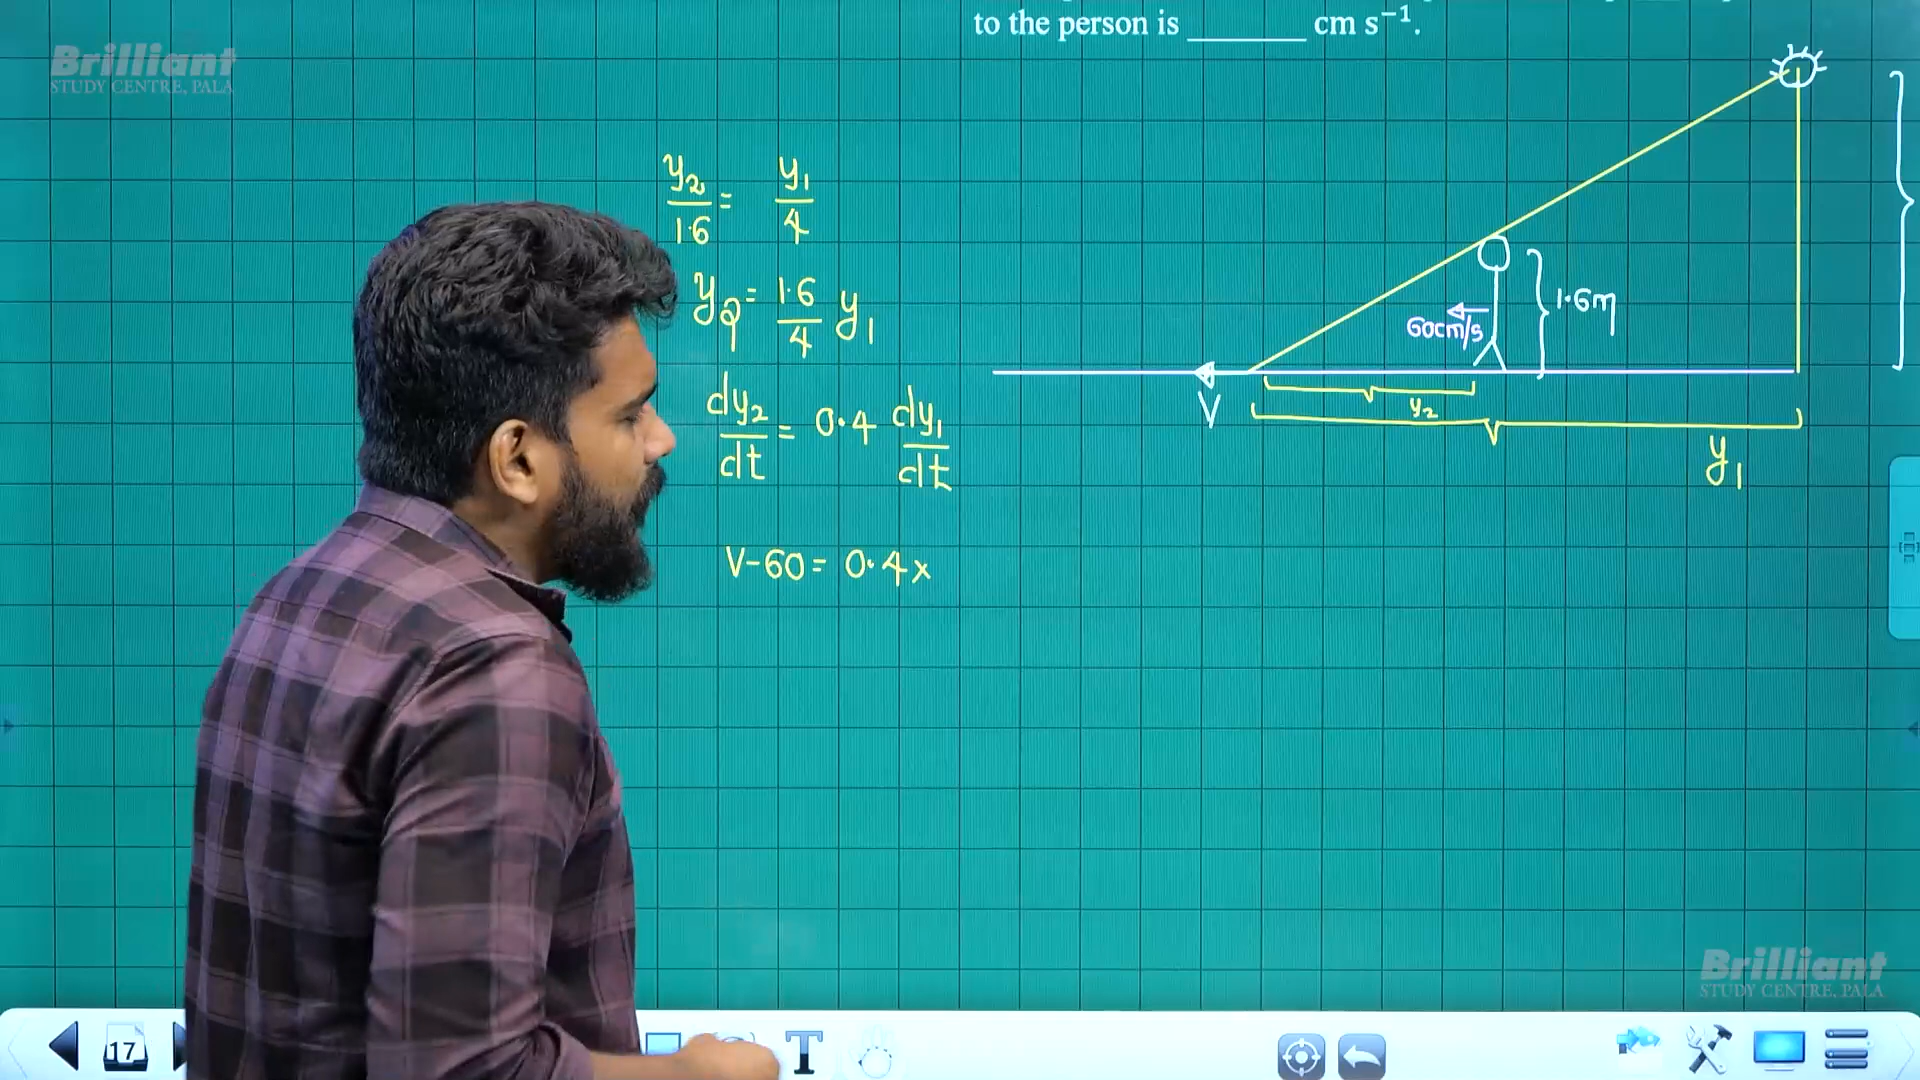 to the person is ______ cm s⁻¹.
Brilliant
STUDY CENTRE, PALA
y₂/1.6 = y₁/4
y₂ = 1.6/4 y₁
dy₂/dt = 0.4 dy₁/dt
V-60 = 0.4x
1.6m
60cm/s
V
y₂
y₁
Brilliant
STUDY CENTRE, PALA
17
T